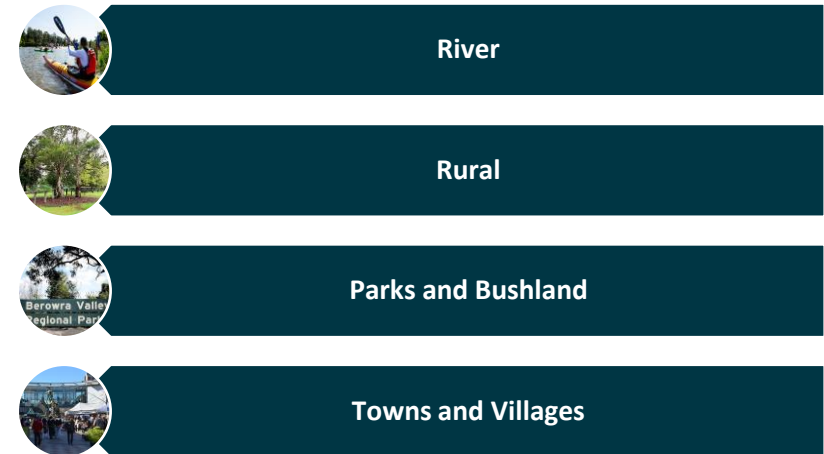 River
Rural
Berowra Valley
Regional Park
Parks and Bushland
Towns and Villages